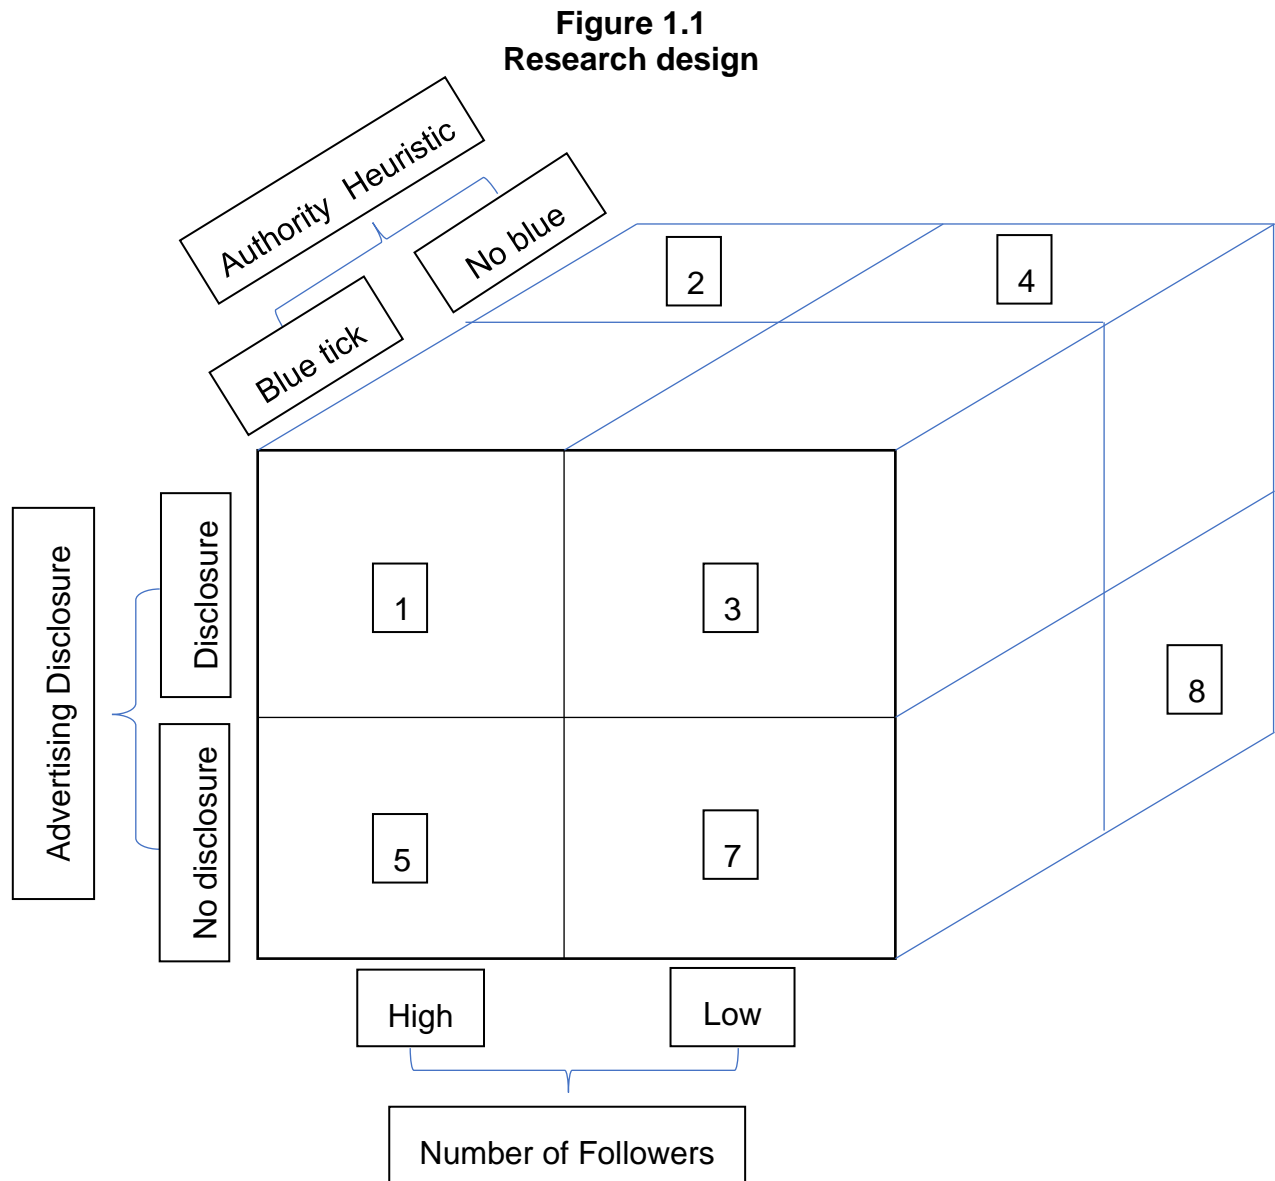 Figure 1.1
Research design
Authority Heuristic
No blue
Blue tick
2
4
Advertising Disclosure
Disclosure
No disclosure
1
3
8
5
7
High
Low
Number of Followers